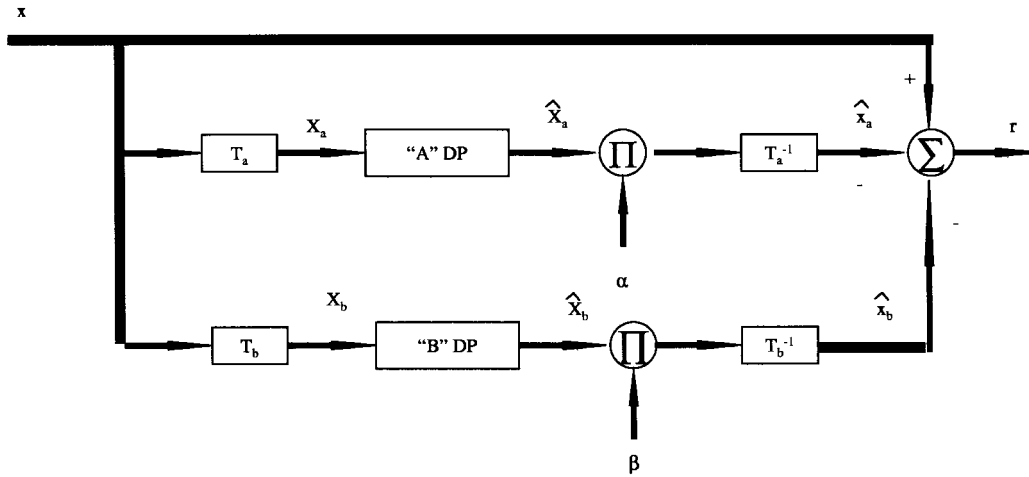 x
+
X_a
X̂_a
x̂_a
r
T_a
“A” DP
Π
T_a^-1
Σ
-
-
α
X_b
X̂_b
x̂_b
T_b
“B” DP
Π
T_b^-1
β